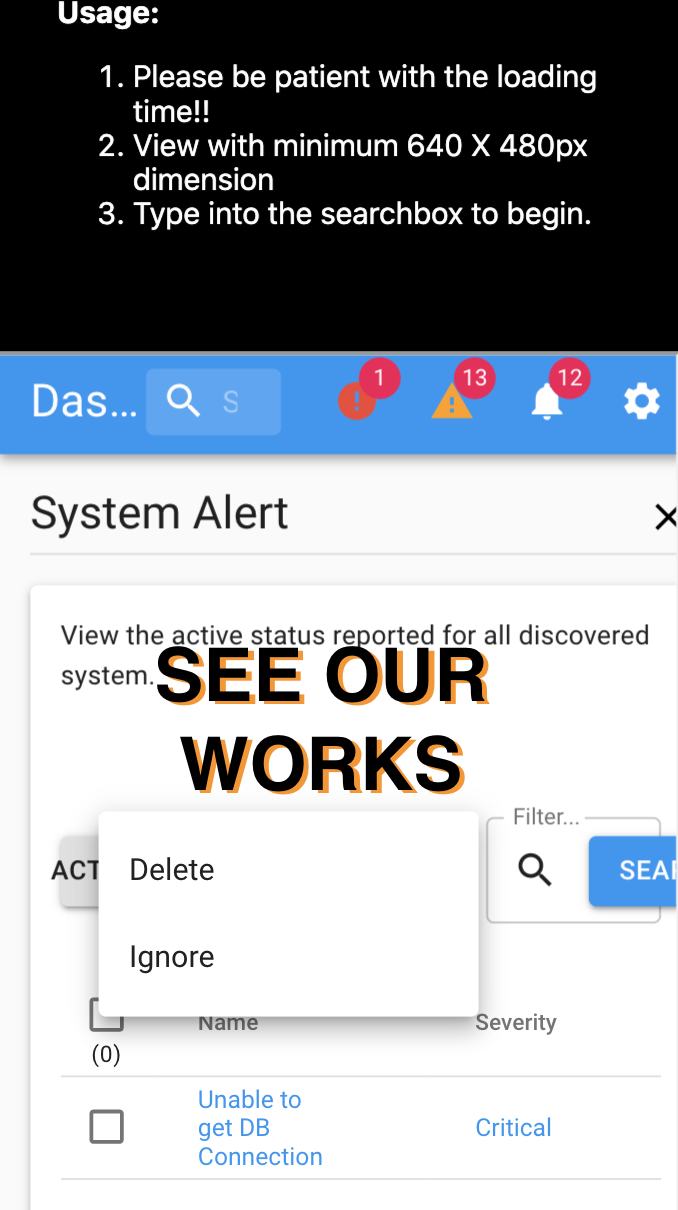 Usage:
1. Please be patient with the loading
time!!
2. View with minimum 640 X 480px
dimension
3. Type into the searchbox to begin.
Das... S 1 13 12
System Alert
View the active status reported for all discovered
system.
SEE OUR
WORKS
Filter...
ACT
SEA
Delete
Ignore
Name Severity
(0)
Unable to
get DB
Connection
Critical